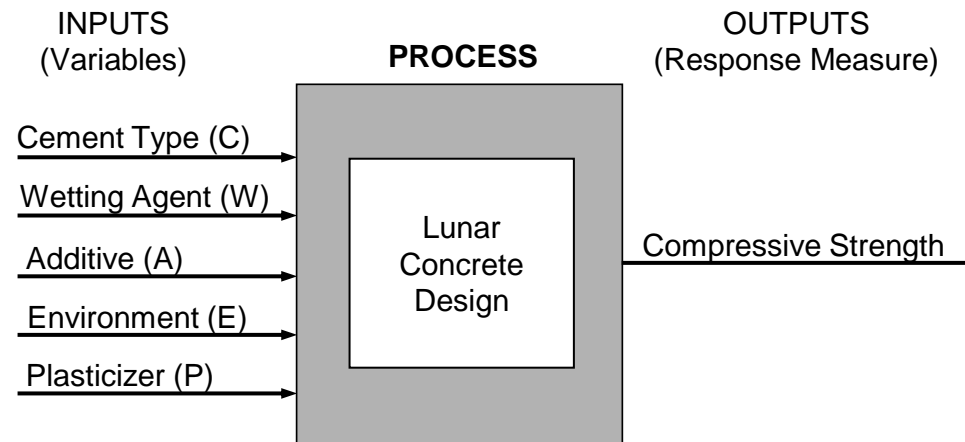 INPUTS
(Variables)
PROCESS
OUTPUTS
(Response Measure)
Cement Type (C)
Wetting Agent (W)
Additive (A)
Environment (E)
Plasticizer (P)
Lunar
Concrete
Design
Compressive Strength